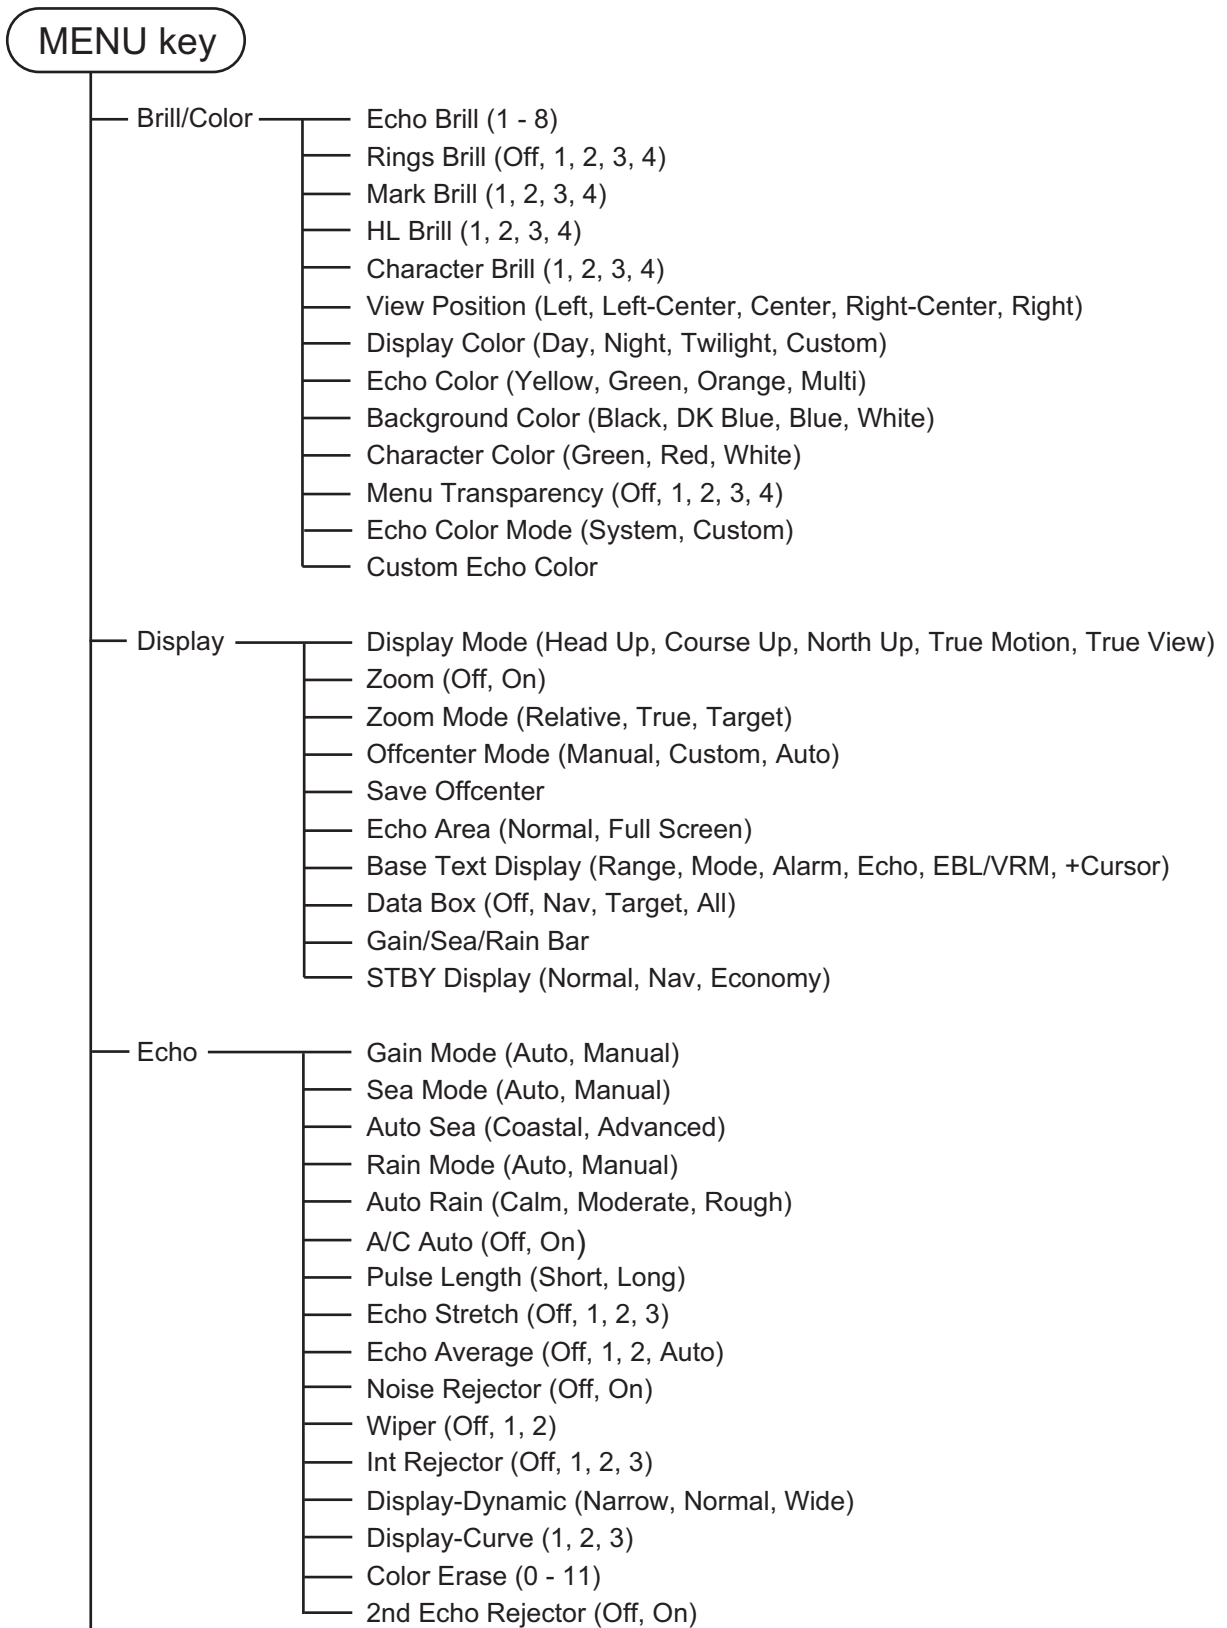 MENU key
Brill/Color
Echo Brill (1 - 8)
Rings Brill (Off, 1, 2, 3, 4)
Mark Brill (1, 2, 3, 4)
HL Brill (1, 2, 3, 4)
Character Brill (1, 2, 3, 4)
View Position (Left, Left-Center, Center, Right-Center, Right)
Display Color (Day, Night, Twilight, Custom)
Echo Color (Yellow, Green, Orange, Multi)
Background Color (Black, DK Blue, Blue, White)
Character Color (Green, Red, White)
Menu Transparency (Off, 1, 2, 3, 4)
Echo Color Mode (System, Custom)
Custom Echo Color
Display
Display Mode (Head Up, Course Up, North Up, True Motion, True View)
Zoom (Off, On)
Zoom Mode (Relative, True, Target)
Offcenter Mode (Manual, Custom, Auto)
Save Offcenter
Echo Area (Normal, Full Screen)
Base Text Display (Range, Mode, Alarm, Echo, EBL/VRM, +Cursor)
Data Box (Off, Nav, Target, All)
Gain/Sea/Rain Bar
STBY Display (Normal, Nav, Economy)
Echo
Gain Mode (Auto, Manual)
Sea Mode (Auto, Manual)
Auto Sea (Coastal, Advanced)
Rain Mode (Auto, Manual)
Auto Rain (Calm, Moderate, Rough)
A/C Auto (Off, On)
Pulse Length (Short, Long)
Echo Stretch (Off, 1, 2, 3)
Echo Average (Off, 1, 2, Auto)
Noise Rejector (Off, On)
Wiper (Off, 1, 2)
Int Rejector (Off, 1, 2, 3)
Display-Dynamic (Narrow, Normal, Wide)
Display-Curve (1, 2, 3)
Color Erase (0 - 11)
2nd Echo Rejector (Off, On)